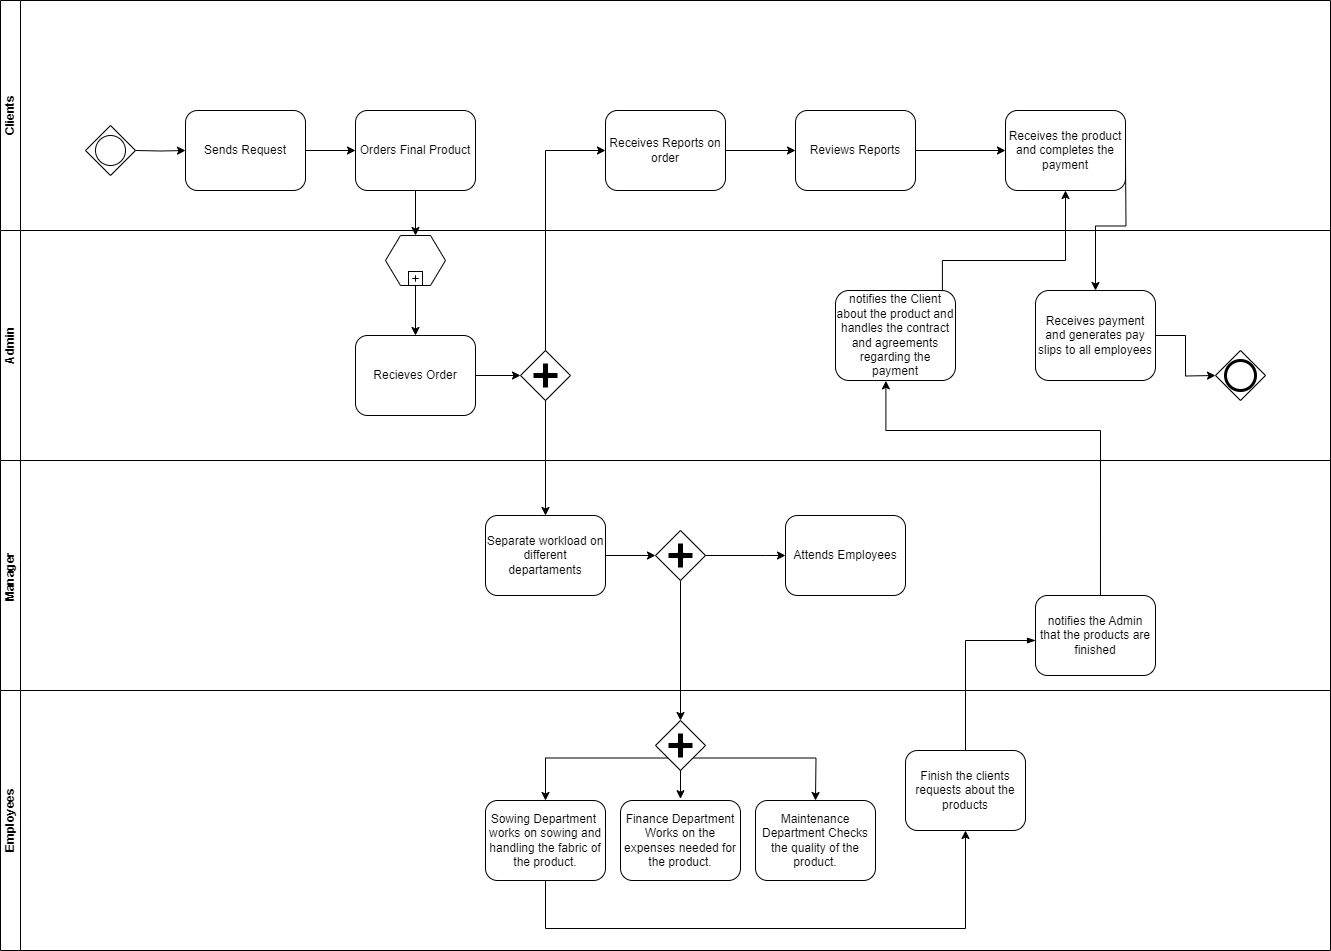 Clients
Sends Request
Orders Final Product
Receives Reports on
order
Reviews Reports
Receives the product
and completes the
payment
Admin
Recieves Order
notifies the Client
about the product and
handles the contract
and agreements
regarding the
payment
Receives payment
and generates pay
slips to all employees
Manager
Separate workload on
different
departaments
Attends Employees
notifies the Admin
that the products are
finished
Employees
Sowing Department
works on sowing and
handling the fabric of
the product.
Finance Department
Works on the
expenses needed for
the product.
Maintenance
Department Checks
the quality of the
product.
Finish the clients
requests about the
products